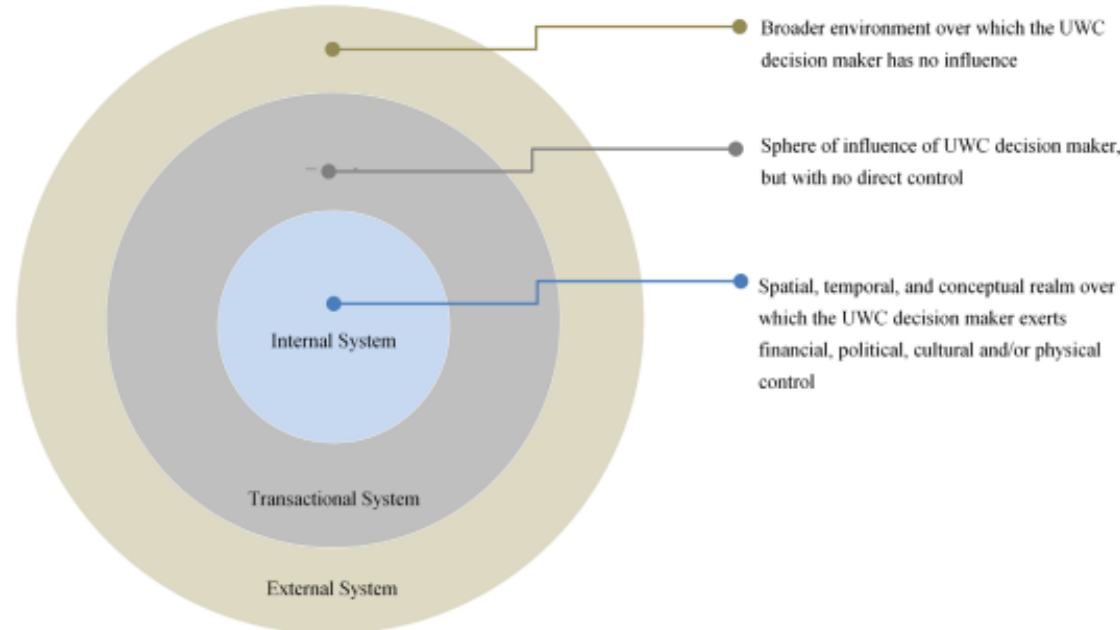 Broader environment over which the UWC
decision maker has no influence
Sphere of influence of UWC decision maker,
but with no direct control
Spatial, temporal, and conceptual realm over
which the UWC decision maker exerts
financial, political, cultural and/or physical
control
Internal System
Transactional System
External System